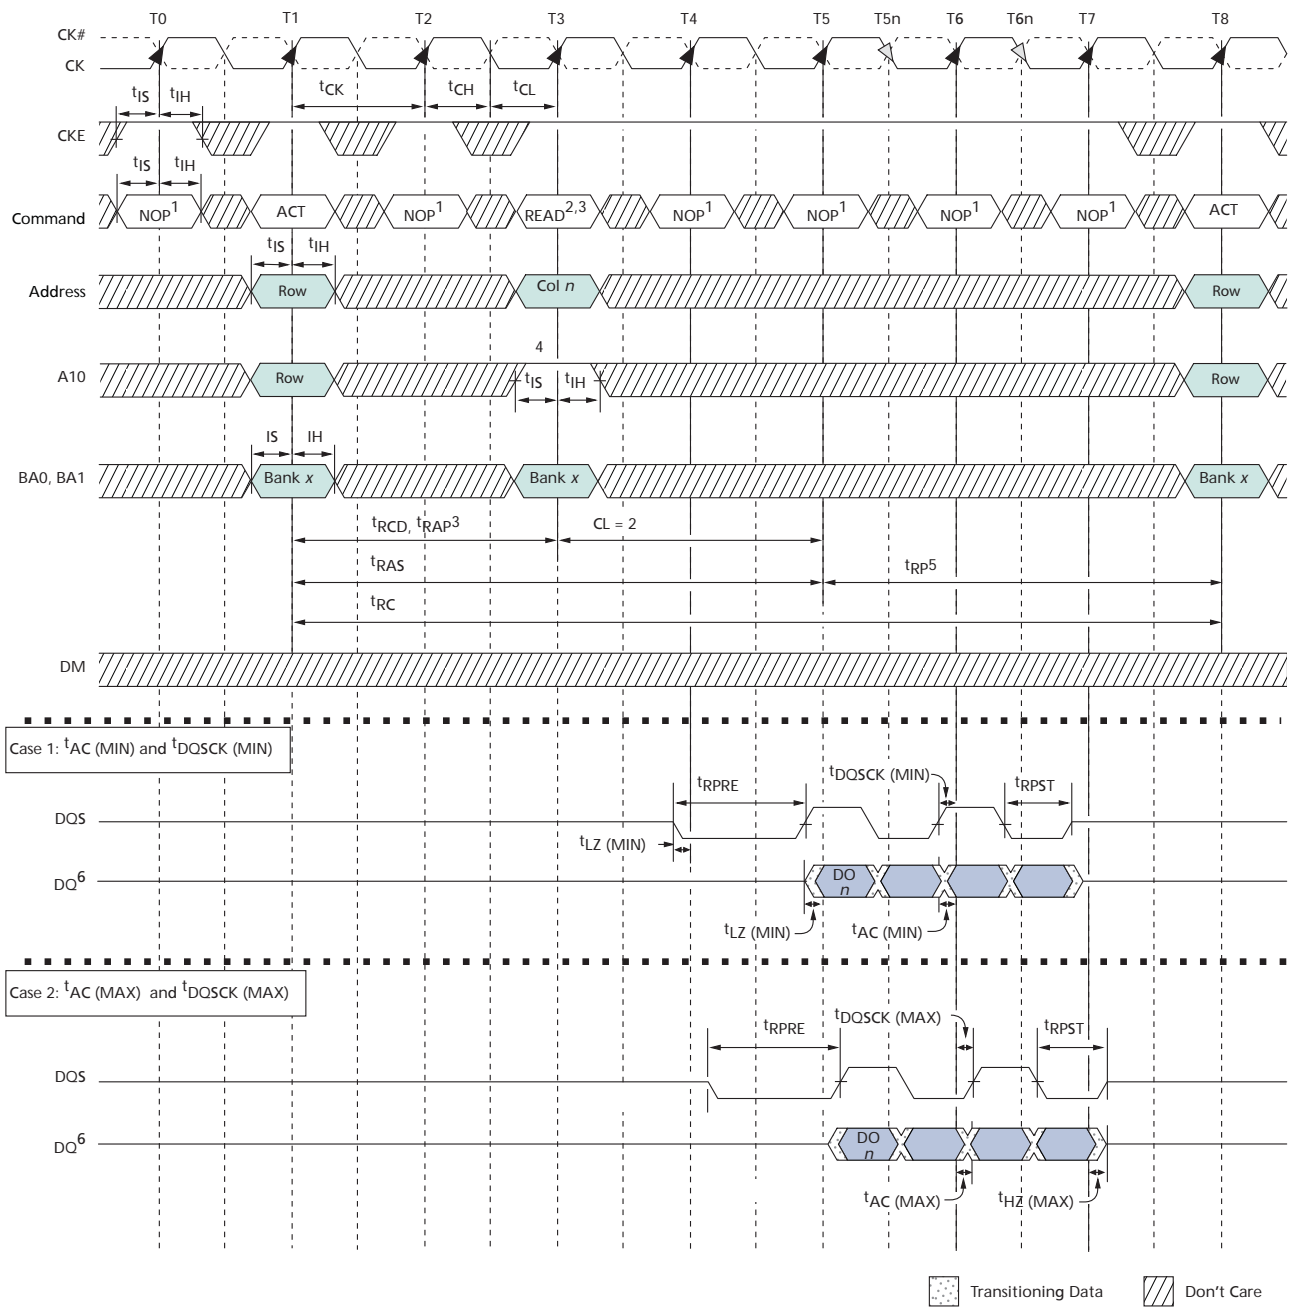 T0 T1 T2 T3 T4 T5 T5n T6 T6n T7 T8
CK#
CK
tIS tIH tCK tCH tCL
CKE
tIS tIH
Command NOP1 ACT NOP1 READ2,3 NOP1 NOP1 NOP1 NOP1 ACT
tIS tIH
Address Row Col n Row
4
A10 Row tIS tIH Row
IS IH
BA0, BA1 Bank x Bank x Bank x
tRCD, tRAP3 CL = 2
tRAS tRP5
tRC
DM
Case 1: tAC (MIN) and tDQSCK (MIN)
tRPRE tDQSCK (MIN) tRPST
DQS
tLZ (MIN)
DQ6 DO n
tLZ (MIN) tAC (MIN)
Case 2: tAC (MAX) and tDQSCK (MAX)
tRPRE tDQSCK (MAX) tRPST
DQS
DQ6 DO n
tAC (MAX) tHZ (MAX)
Transitioning Data Don't Care